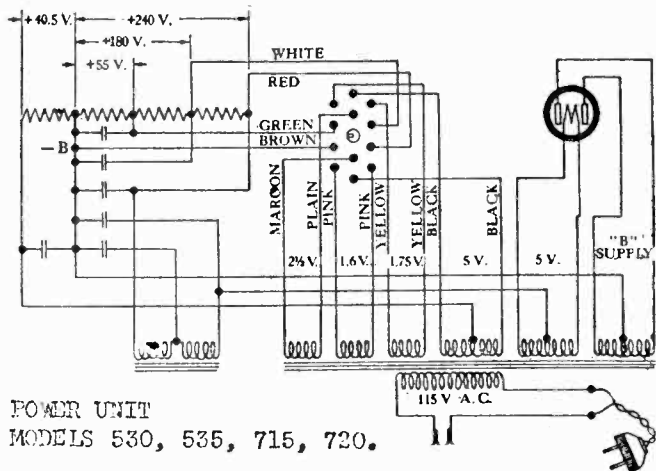 +40.5 V.
+240 V.
+180 V.
+55 V.
WHITE
RED
GREEN
BROWN
- B
MAROON
PLAIN
PINK
PINK
YELLOW
YELLOW
BLACK
BLACK
2½ V.
1.6 V.
1.75 V.
5 V.
5 V.
"B"
SUPPLY
115 V A.C.
POWER UNIT
MODELS 530, 535, 715, 720.